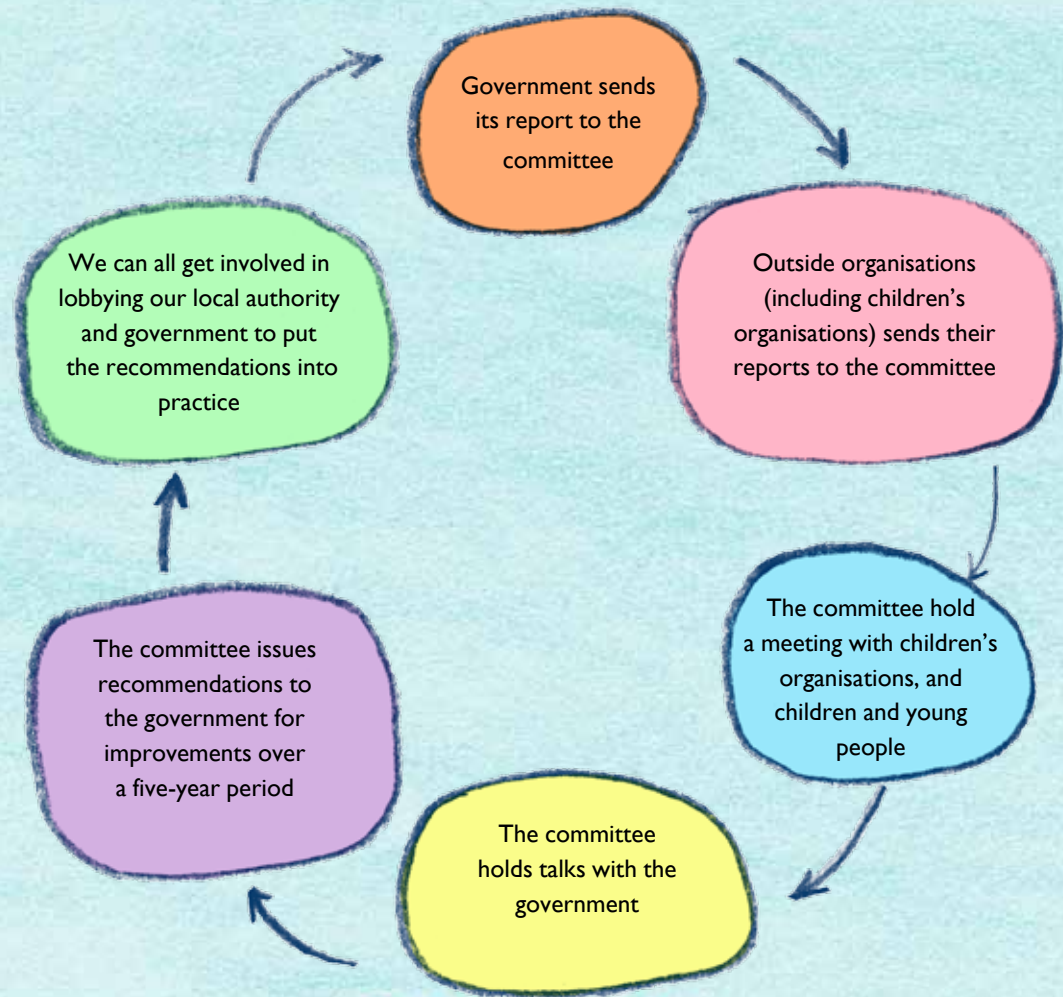 Government sends
its report to the
committee
Outside organisations
(including children's
organisations) sends their
reports to the committee
The committee hold
a meeting with children's
organisations, and
children and young
people
The committee
holds talks with the
government
The committee issues
recommendations to
the government for
improvements over
a five-year period
We can all get involved in
lobbying our local authority
and government to put
the recommendations into
practice